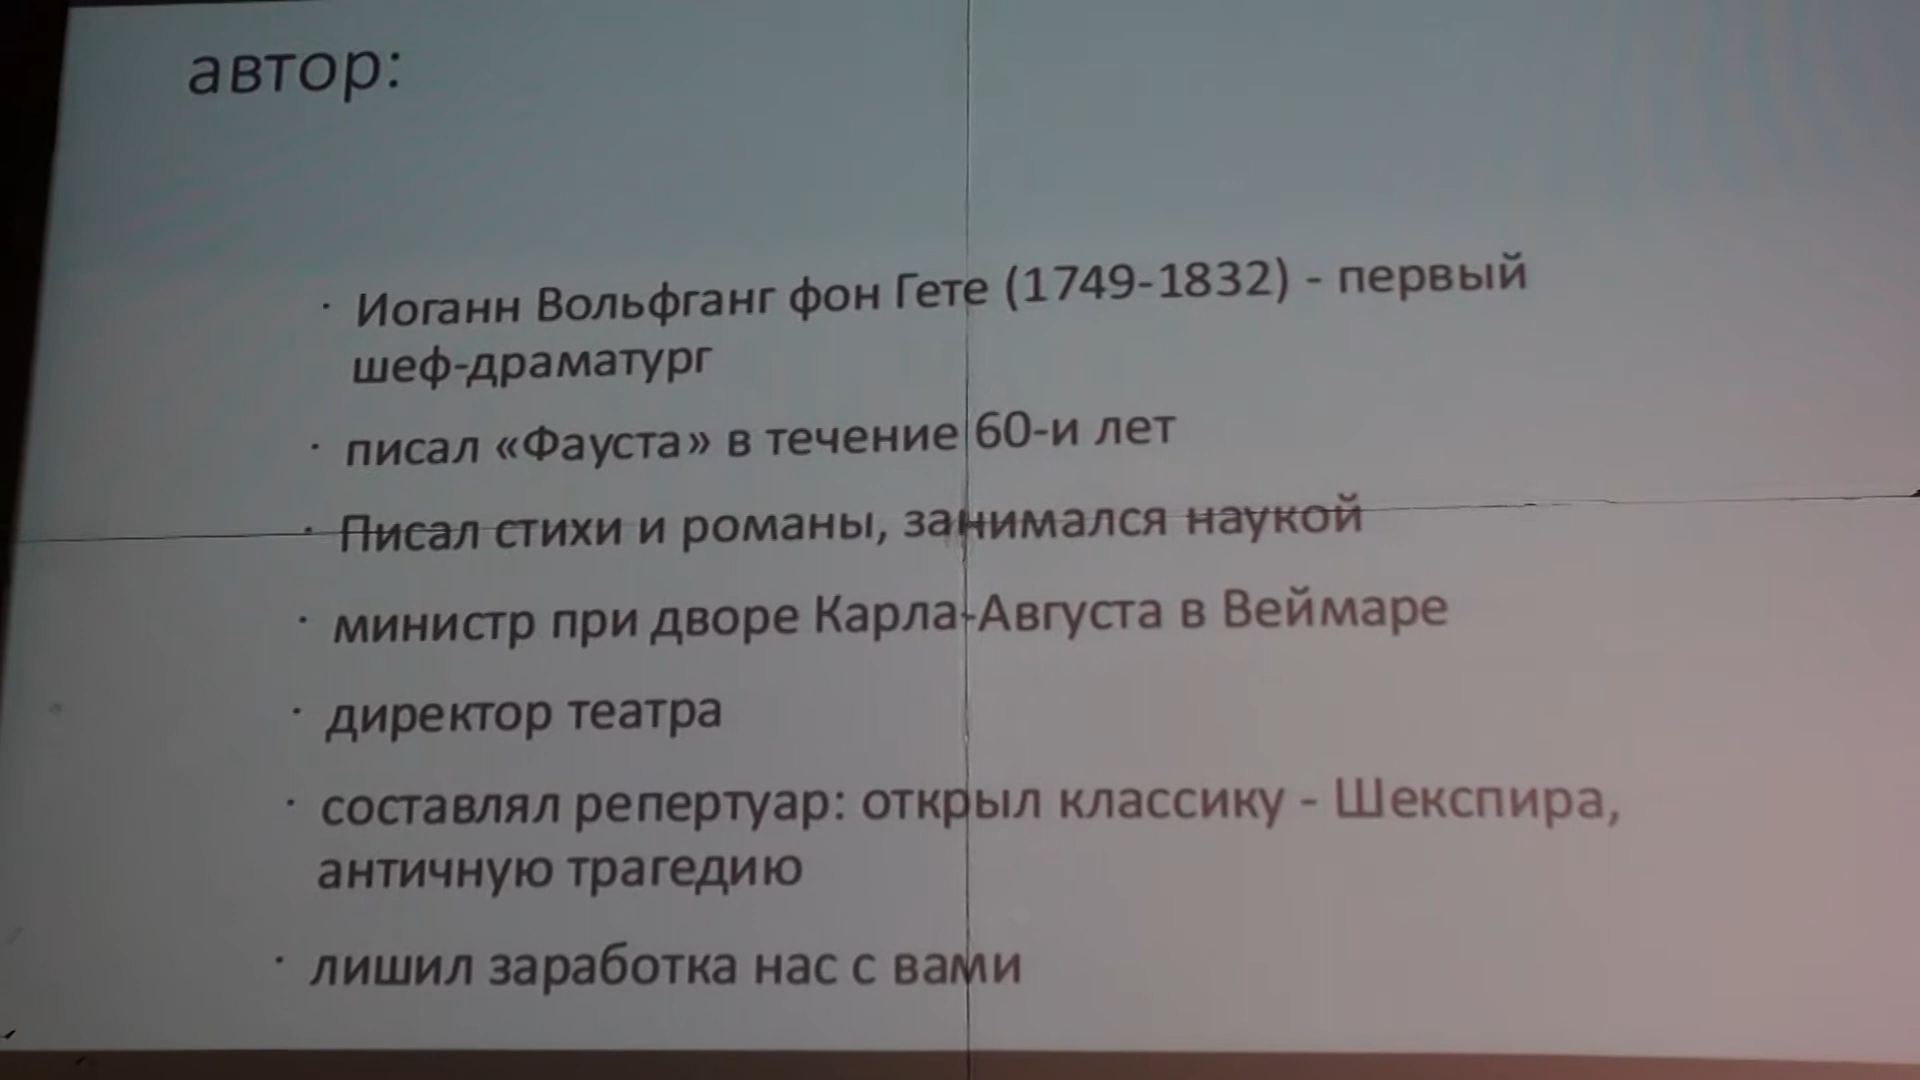 автор:
· Иоганн Вольфганг фон Гете (1749-1832) - первый
шеф-драматург
· писал «Фауста» в течение 60-и лет
· Писал стихи и романы, занимался наукой
· министр при дворе Карла-Августа в Веймаре
· директор театра
· составлял репертуар: открыл классику - Шекспира,
античную трагедию
· лишил заработка нас с вами